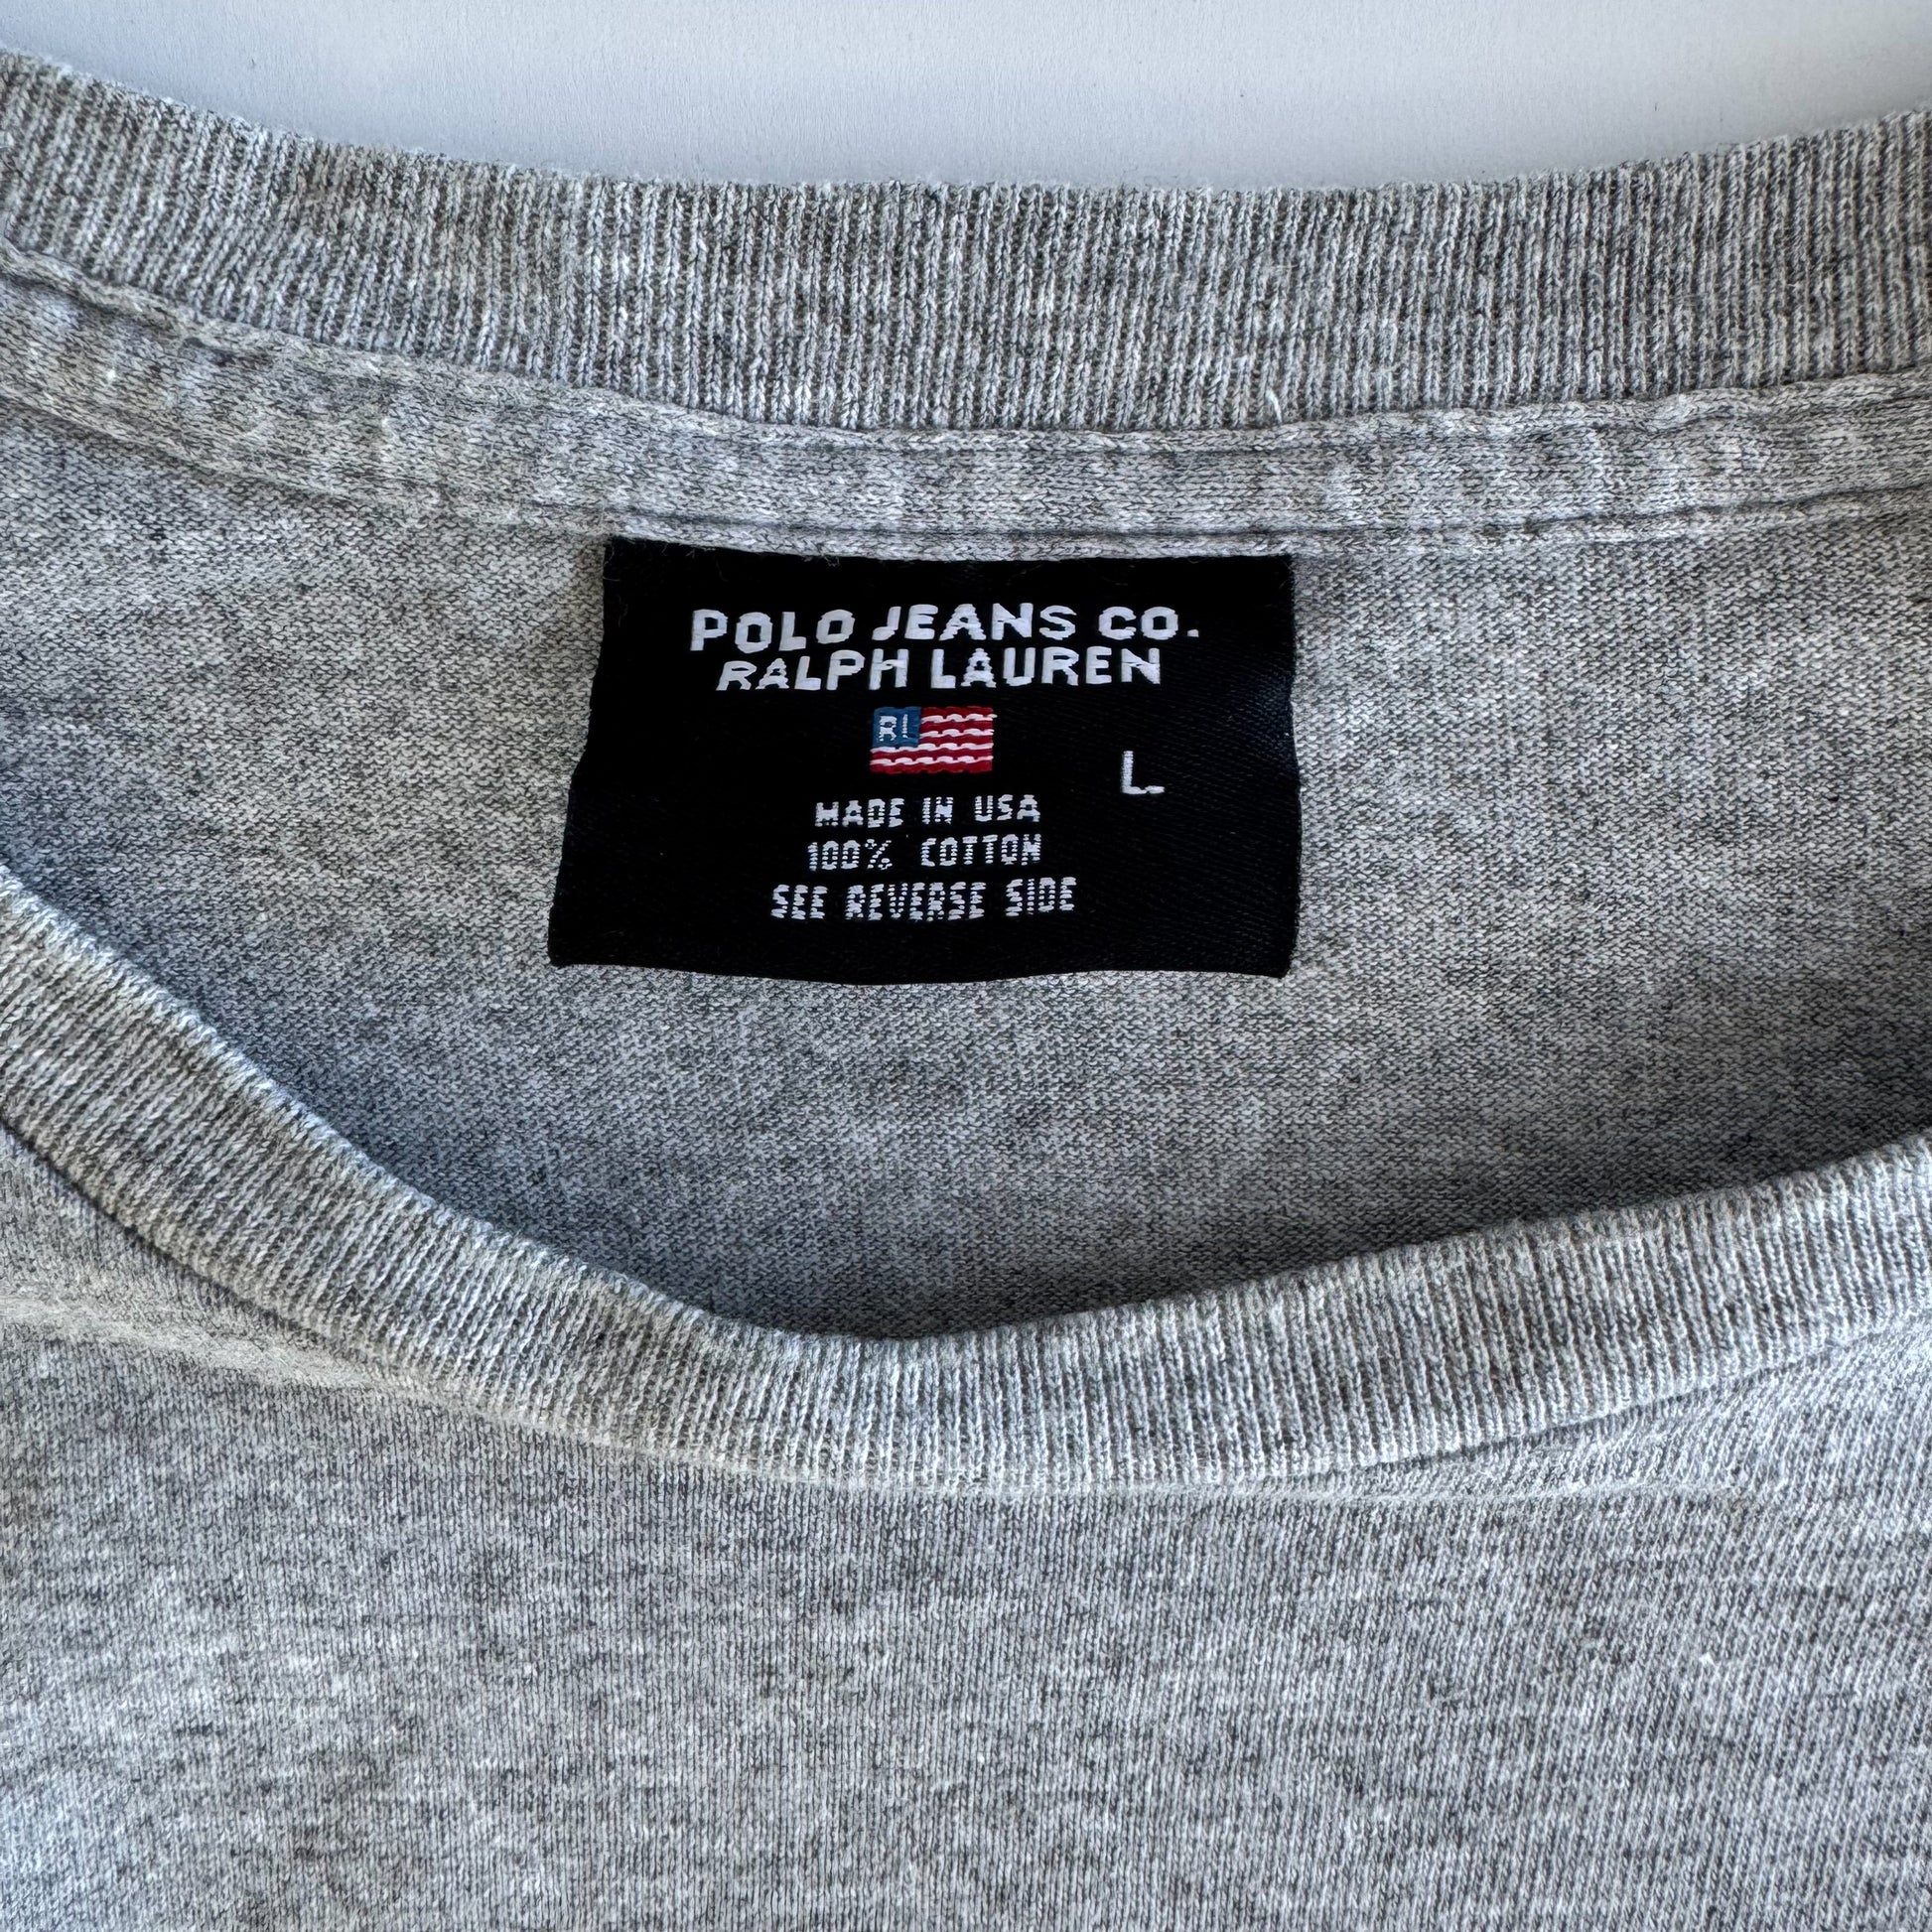 POLO JEANS CO.
RALPH LAUREN
RL
L
MADE IN USA
100% COTTON
SEE REVERSE SIDE